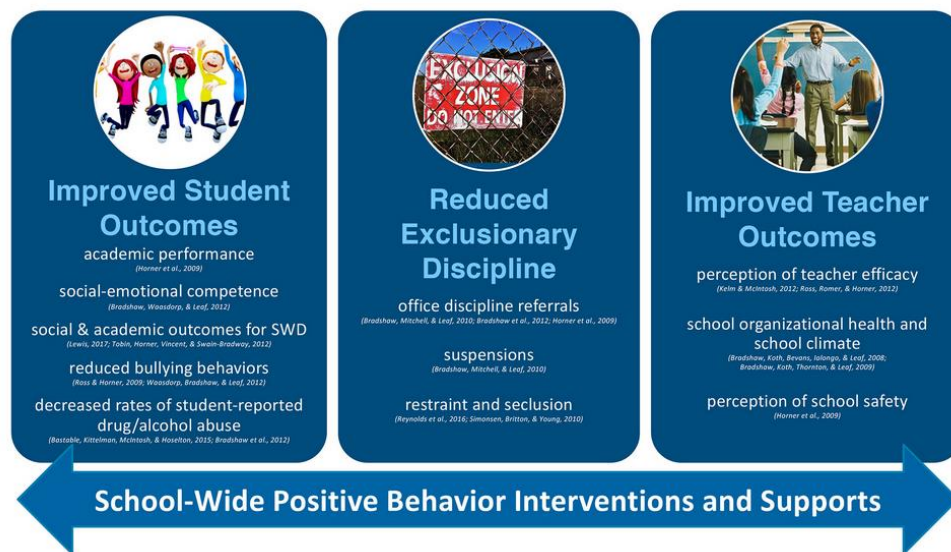 Improved Student
Outcomes
academic performance
(Horner et al., 2009)
social-emotional competence
(Bradshaw, Waasdorp, & Leaf, 2012)
social & academic outcomes for SWD
(Lewis, 2017; Tobin, Horner, Vincent, & Swain-Bradway, 2012)
reduced bullying behaviors
(Ross & Horner, 2009; Waasdorp, Bradshaw, & Leaf, 2012)
decreased rates of student-reported
drug/alcohol abuse
(Bastable, Kittelman, McIntosh, & Hoselton, 2015; Bradshaw et al., 2012)
EXCLUSION
ZONE
DO NOT ENTER
Reduced
Exclusionary
Discipline
office discipline referrals
(Bradshaw, Mitchell, & Leaf, 2010; Bradshaw et al., 2012; Horner et al., 2009)
suspensions
(Bradshaw, Mitchell, & Leaf, 2010)
restraint and seclusion
(Reynolds et al., 2016; Simonsen, Britton, & Young, 2010)
Improved Teacher
Outcomes
perception of teacher efficacy
(Kelm & McIntosh, 2012; Ross, Romer, & Horner, 2012)
school organizational health and
school climate
(Bradshaw, Koth, Bevans, Ialongo, & Leaf, 2008;
Bradshaw, Koth, Thornton, & Leaf, 2009)
perception of school safety
(Horner et al., 2009)
School-Wide Positive Behavior Interventions and Supports